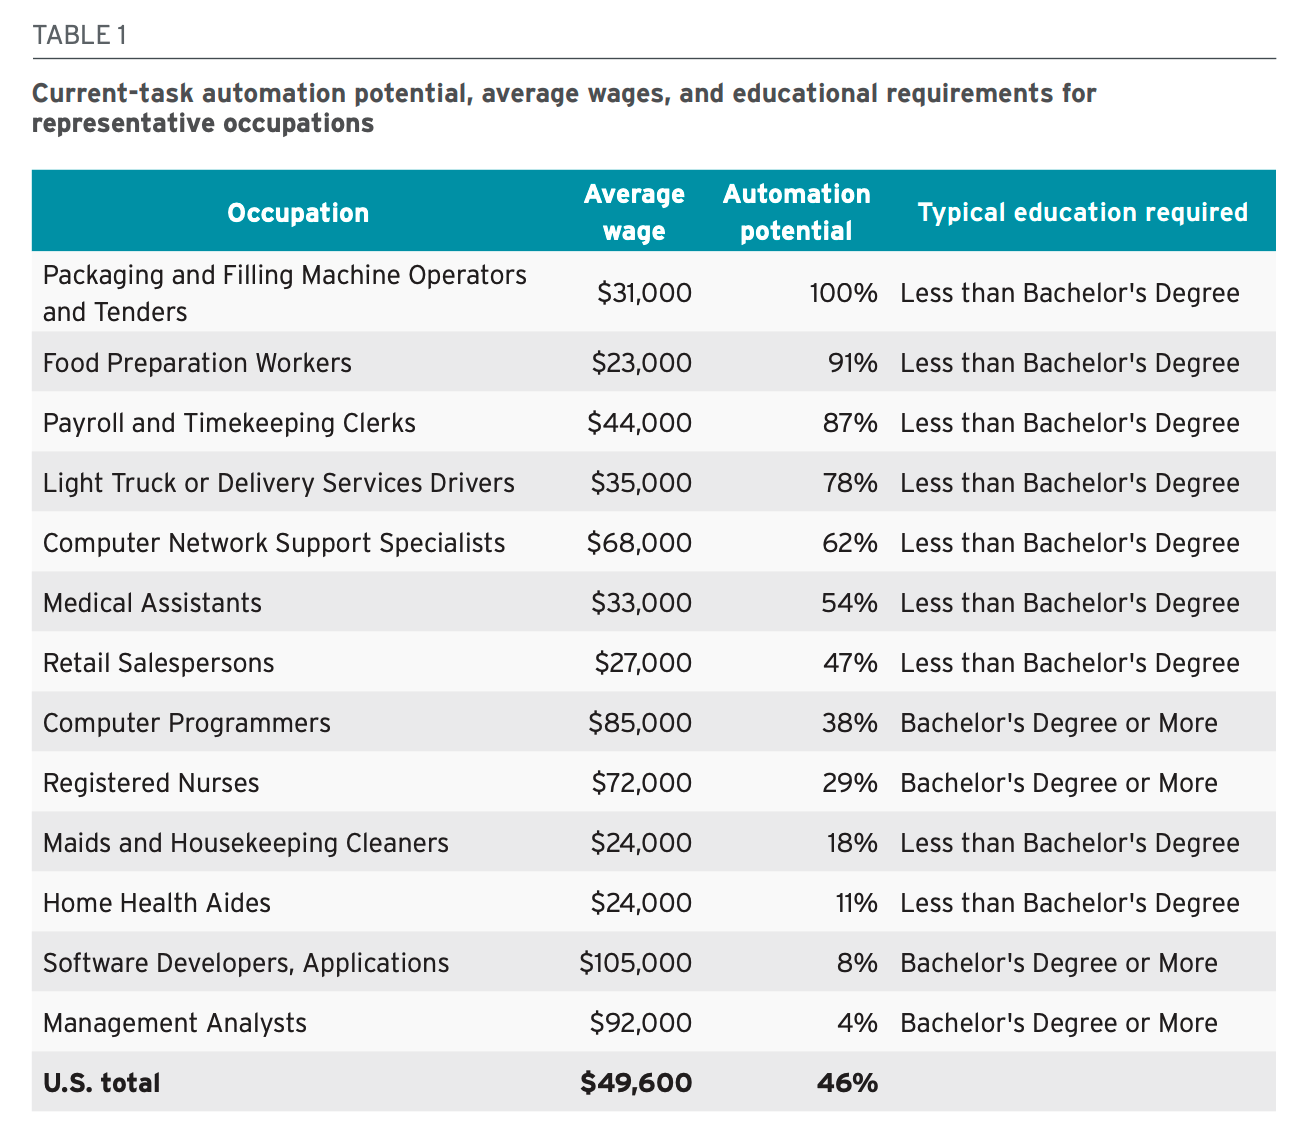 TABLE 1
Current-task automation potential, average wages, and educational requirements for
representative occupations
Occupation Average wage Automation potential Typical education required
Packaging and Filling Machine Operators and Tenders $31,000 100% Less than Bachelor's Degree
Food Preparation Workers $23,000 91% Less than Bachelor's Degree
Payroll and Timekeeping Clerks $44,000 87% Less than Bachelor's Degree
Light Truck or Delivery Services Drivers $35,000 78% Less than Bachelor's Degree
Computer Network Support Specialists $68,000 62% Less than Bachelor's Degree
Medical Assistants $33,000 54% Less than Bachelor's Degree
Retail Salespersons $27,000 47% Less than Bachelor's Degree
Computer Programmers $85,000 38% Bachelor's Degree or More
Registered Nurses $72,000 29% Bachelor's Degree or More
Maids and Housekeeping Cleaners $24,000 18% Less than Bachelor's Degree
Home Health Aides $24,000 11% Less than Bachelor's Degree
Software Developers, Applications $105,000 8% Bachelor's Degree or More
Management Analysts $92,000 4% Bachelor's Degree or More
U.S. total $49,600 46%